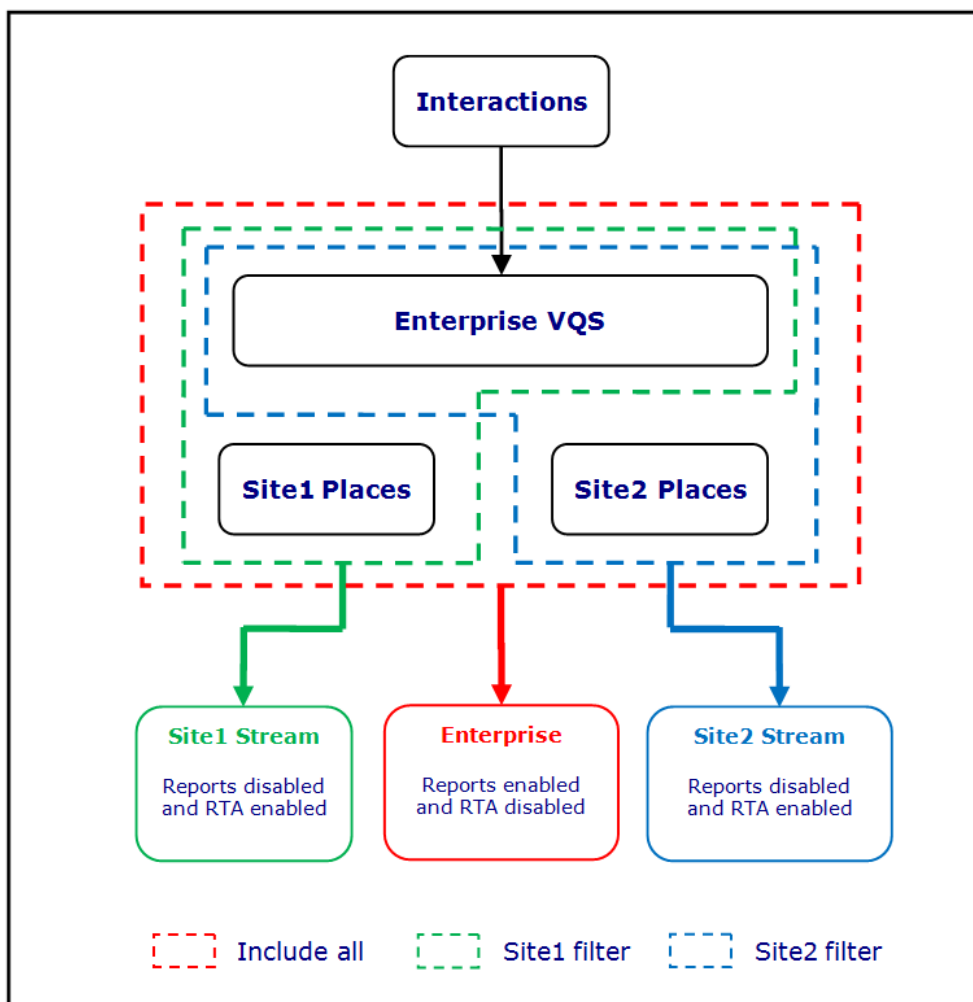 Interactions
Enterprise VQS
Site1 Places
Site2 Places
Site1 Stream
Reports disabled
and RTA enabled
Enterprise
Reports enabled
and RTA disabled
Site2 Stream
Reports disabled
and RTA enabled
Include all
Site1 filter
Site2 filter